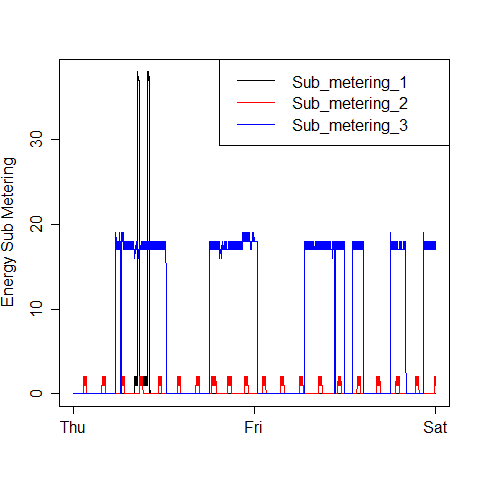 Sub_metering_1
Sub_metering_2
Sub_metering_3
Energy Sub Metering
30
20
10
0
Thu Fri Sat